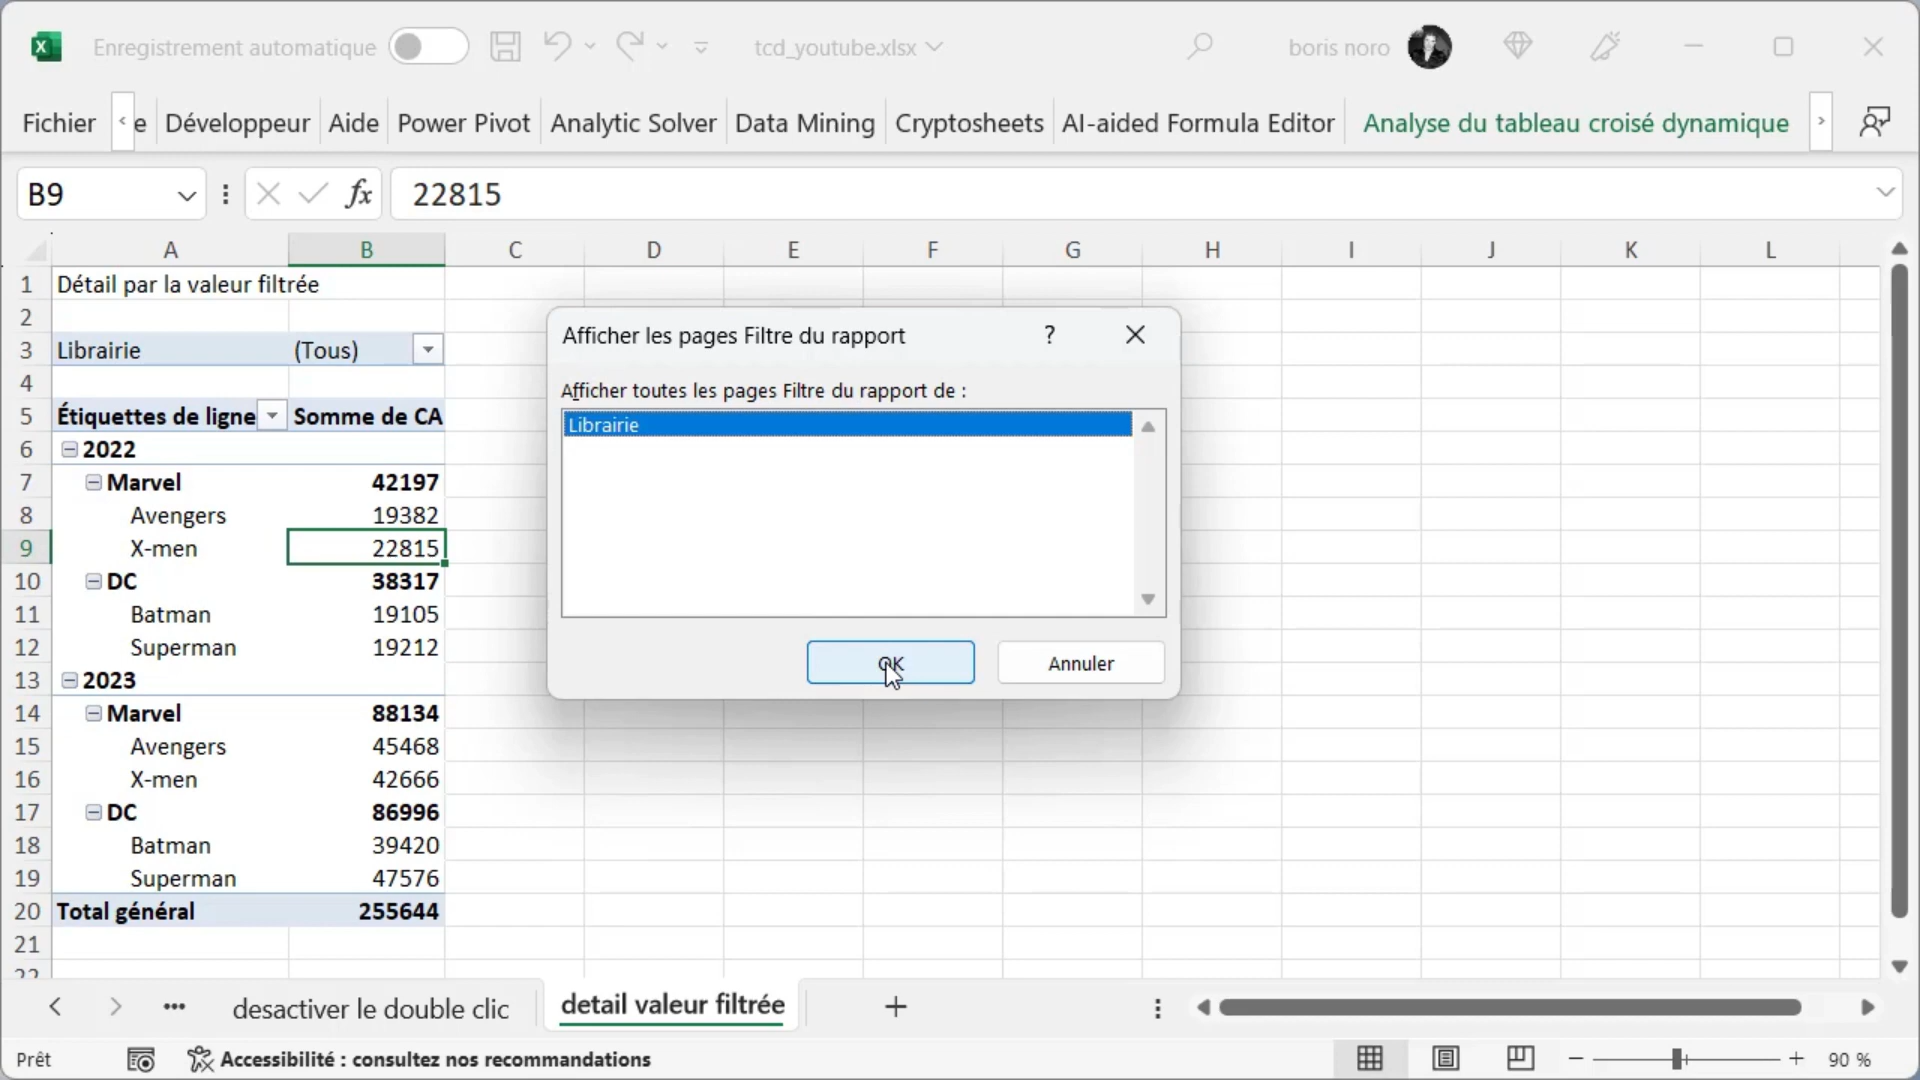 Enregistrement automatique
tcd_youtube.xlsx
boris noro
Fichier
e
Développeur
Aide
Power Pivot
Analytic Solver
Data Mining
Cryptosheets
AI-aided Formula Editor
Analyse du tableau croisé dynamique
B9
fx
22815
A B C D E F G H I J K L
1 Détail par la valeur filtrée
2
3 Librairie (Tous)
4
5 Étiquettes de ligne Somme de CA
6 2022
7 Marvel 42197
8 Avengers 19382
9 X-men 22815
10 DC 38317
11 Batman 19105
12 Superman 19212
13 2023
14 Marvel 88134
15 Avengers 45468
16 X-men 42666
17 DC 86996
18 Batman 39420
19 Superman 47576
20 Total général 255644
21
22
Afficher les pages Filtre du rapport
?
Afficher toutes les pages Filtre du rapport de :
Librairie
OK
Annuler
desactiver le double clic
detail valeur filtrée
Prêt
Accessibilité : consultez nos recommandations
90 %